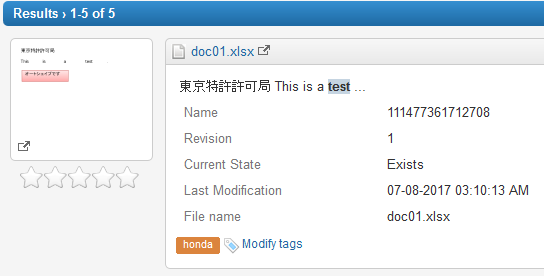 Results › 1-5 of 5
東京特許許可局
This is a test
オートシェイプです
doc01.xlsx
東京特許許可局 This is a test ...
Name 111477361712708
Revision 1
Current State Exists
Last Modification 07-08-2017 03:10:13 AM
File name doc01.xlsx
honda Modify tags